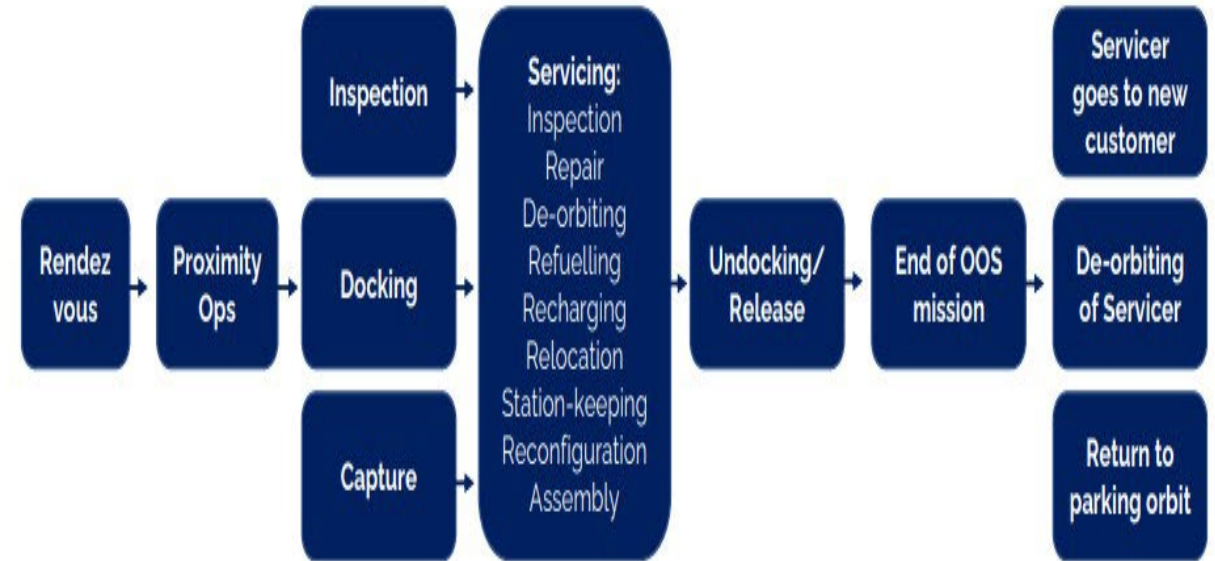 Rendez
vous
Proximity
Ops
Inspection
Docking
Capture
Servicing:
Inspection
Repair
De-orbiting
Refuelling
Recharging
Relocation
Station-keeping
Reconfiguration
Assembly
Undocking/
Release
End of OOS
mission
Servicer
goes to new
customer
De-orbiting
of Servicer
Return to
parking orbit